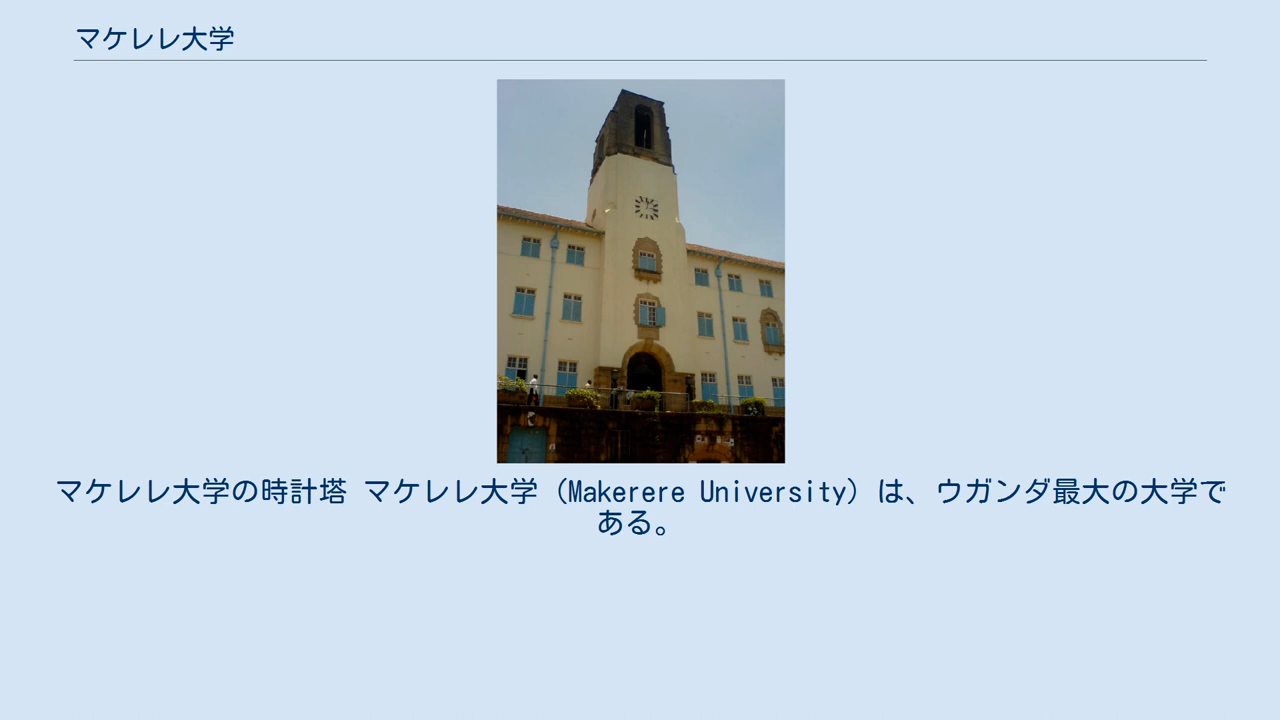 マケレレ大学
マケレレ大学の時計塔 マケレレ大学（Makerere University）は、ウガンダ最大の大学で
ある。